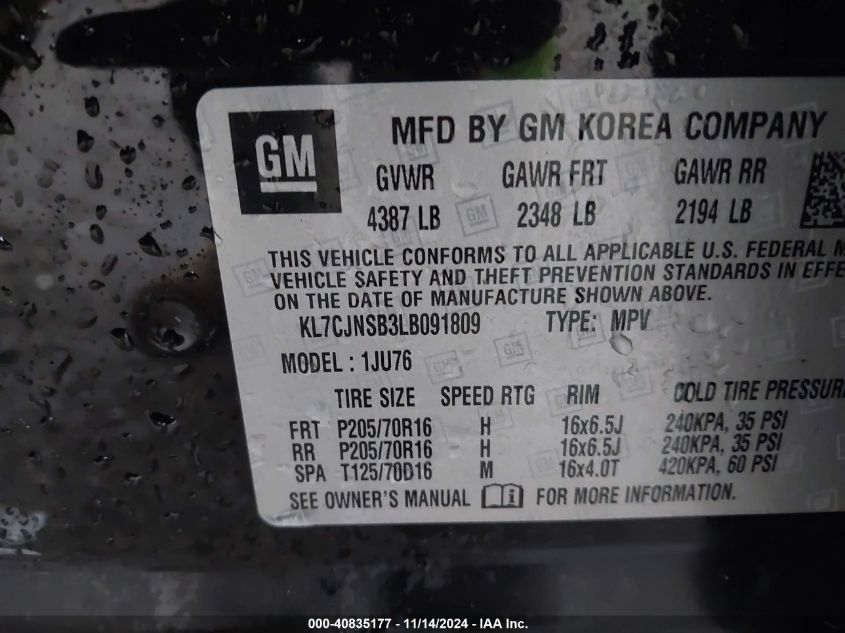 GM MFD BY GM KOREA COMPANY
GVWR GAWR FRT GAWR RR
4387 LB 2348 LB 2194 LB
THIS VEHICLE CONFORMS TO ALL APPLICABLE U.S. FEDERAL M
VEHICLE SAFETY AND THEFT PREVENTION STANDARDS IN EFFE
ON THE DATE OF MANUFACTURE SHOWN ABOVE.
KL7CJNSB3LB091809 TYPE: MPV
MODEL : 1JU76
TIRE SIZE SPEED RTG RIM COLD TIRE PRESSUR
FRT P205/70R16 H 16x6.5J 240KPA, 35 PSI
RR P205/70R16 H 16x6.5J 240KPA, 35 PSI
SPA T125/70D16 M 16x4.0T 420KPA, 60 PSI
SEE OWNER'S MANUAL FOR MORE INFORMATION.
000-40835177 - 11/14/2024 - IAA Inc.